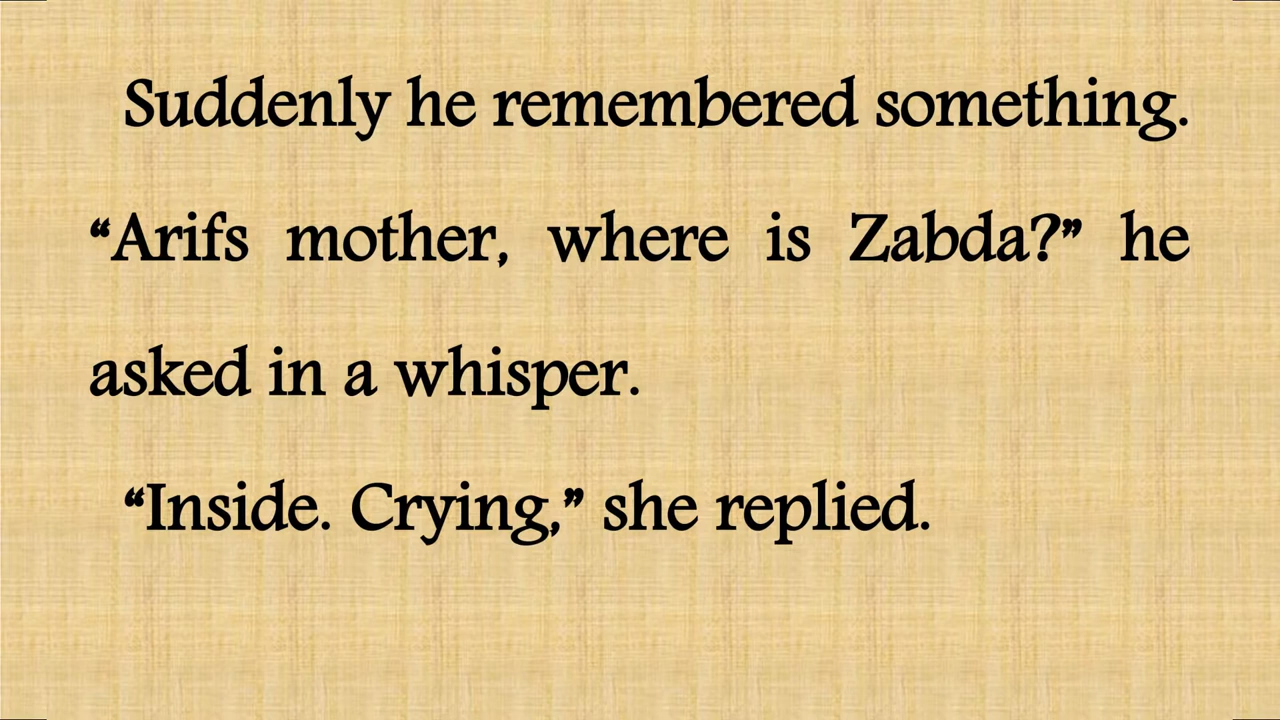 Suddenly he remembered something.
“Arifs mother, where is Zabda?” he
asked in a whisper.
“Inside. Crying,” she replied.